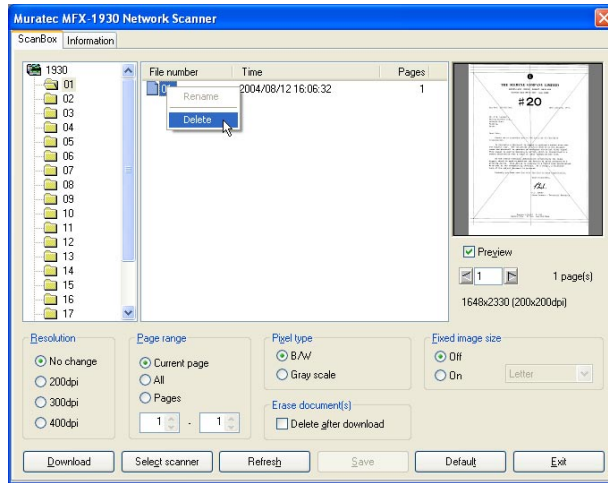 Muratec MFX-1930 Network Scanner
ScanBox Information
1930
01
02
03
04
05
06
07
08
09
10
11
12
13
14
15
16
17
File number Time Pages
2004/08/12 16:06:32 1
Rename
Delete
#20
Preview
1 1 page(s)
1648x2330 (200x200dpi)
Resolution
No change
200dpi
300dpi
400dpi
Page range
Current page
All
Pages
1 - 1
Pixel type
B/W
Gray scale
Erase document(s)
Delete after download
Fixed image size
Off
On Letter
Download Select scanner Refresh Save Default Exit